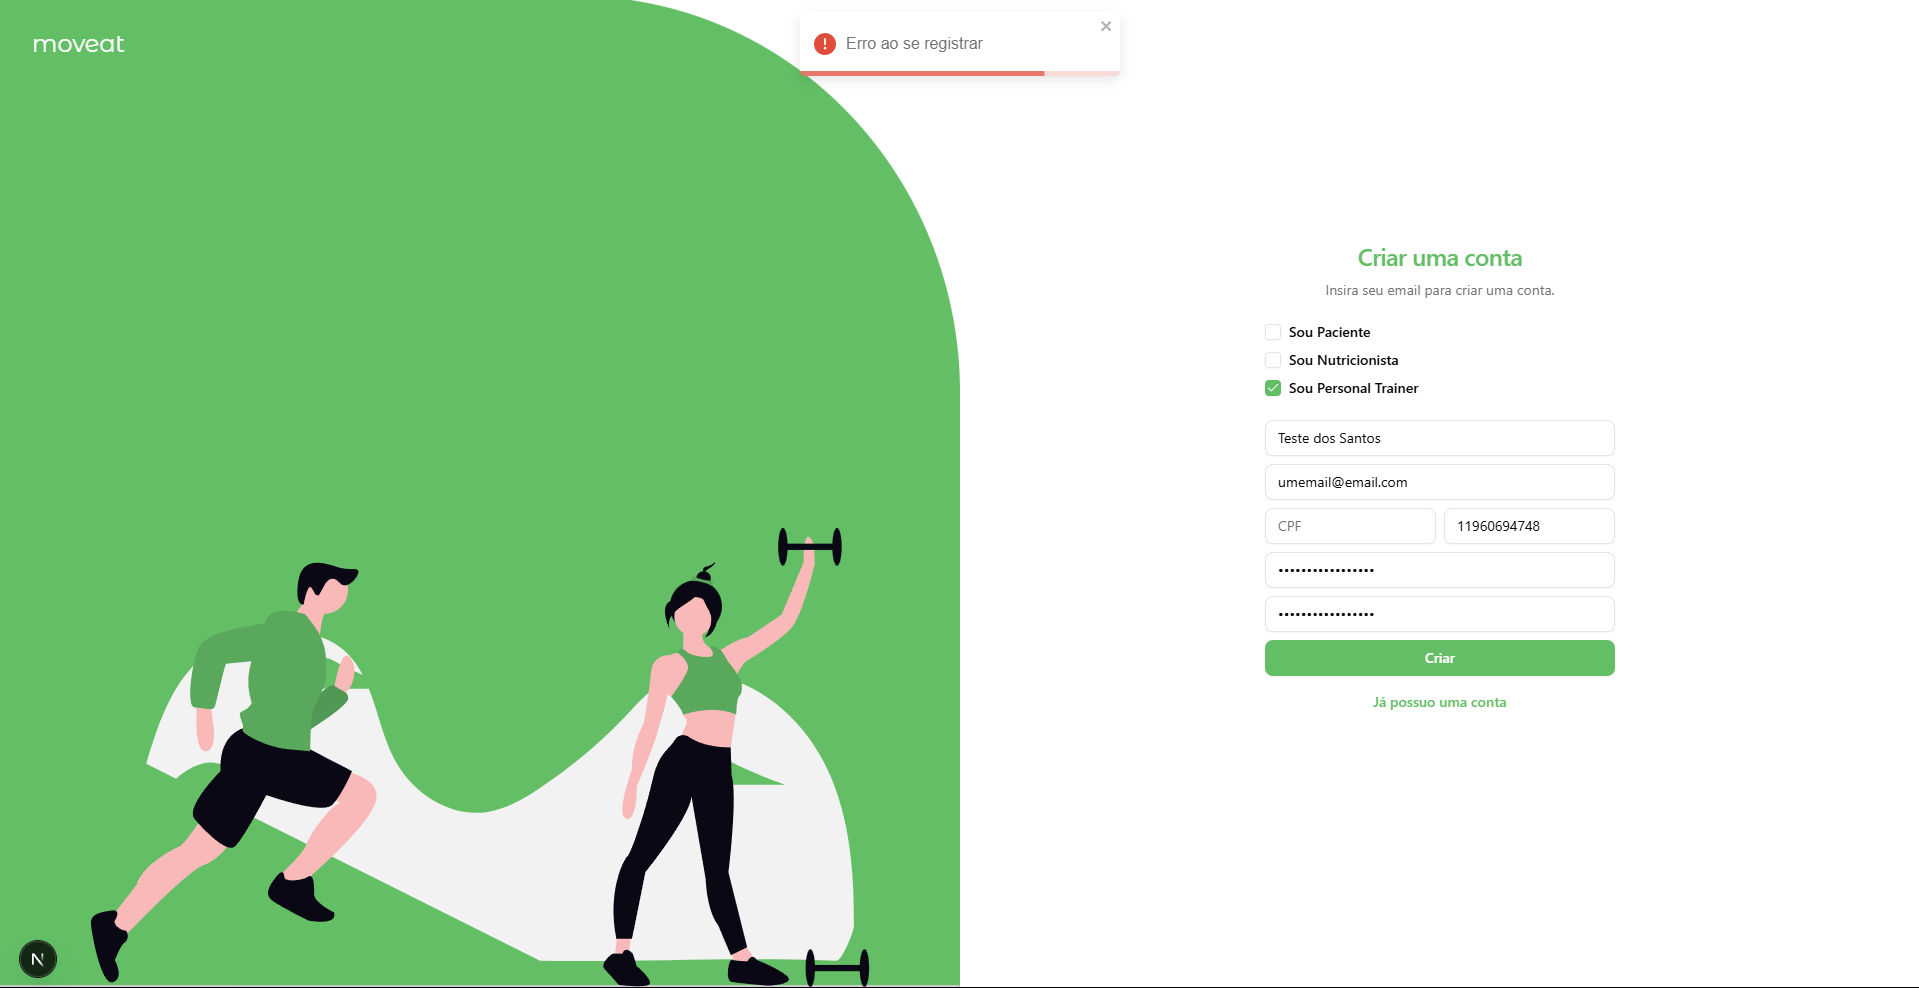 moveat
Erro ao se registrar
Criar uma conta
Insira seu email para criar uma conta.
Sou Paciente
Sou Nutricionista
Sou Personal Trainer
Teste dos Santos
umemail@email.com
CPF
11960694748
•••••••••••••••••
•••••••••••••••••
Criar
Já possuo uma conta
N